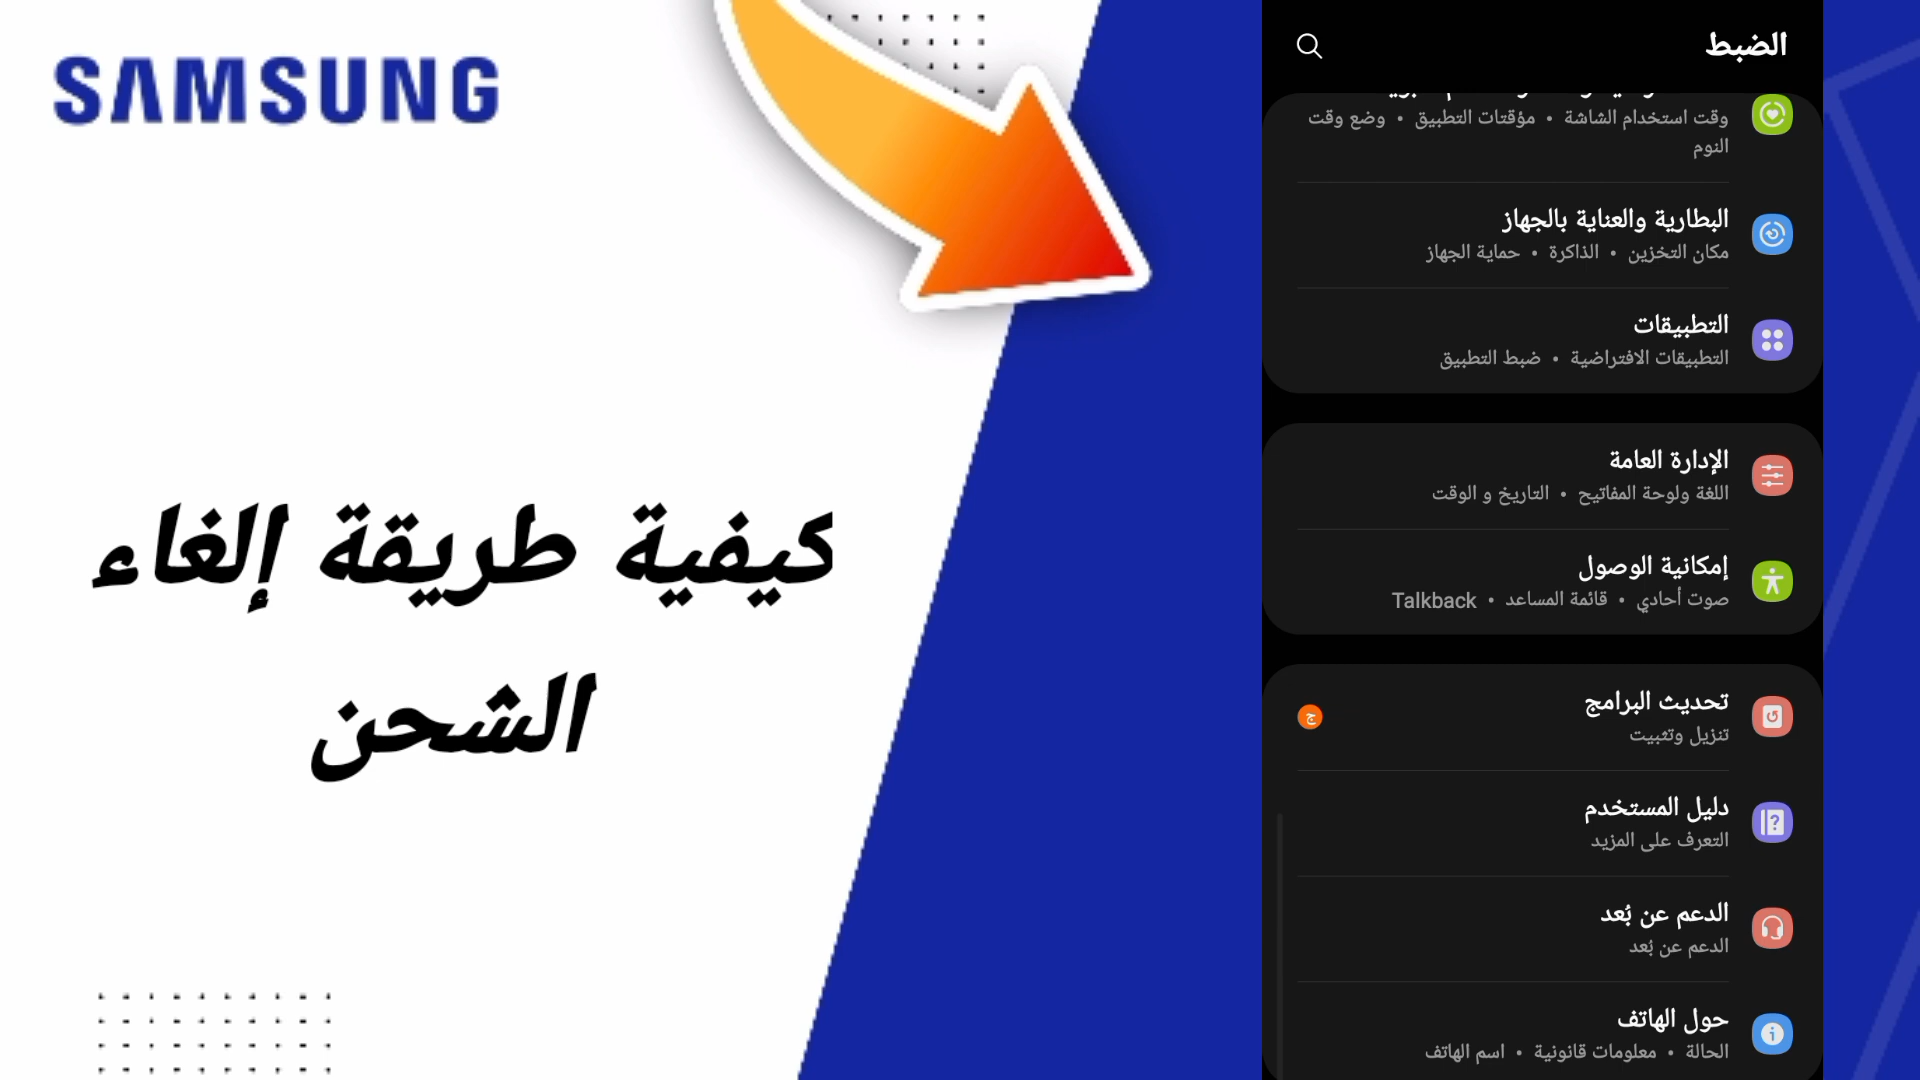 SAMSUNG
كيفية طريقة إلغاء
الشحن
الضبط
وقت استخدام الشاشة • مؤقتات التطبيق • وضع وقت
النوم
البطارية والعناية بالجهاز
مكان التخزين • الذاكرة • حماية الجهاز
التطبيقات
التطبيقات الافتراضية • ضبط التطبيق
الإدارة العامة
اللغة ولوحة المفاتيح • التاريخ و الوقت
إمكانية الوصول
صوت أحادي • قائمة المساعد • Talkback
تحديث البرامج
ج
تنزيل وتثبيت
دليل المستخدم
التعرف على المزيد
الدعم عن بُعد
الدعم عن بُعد
حول الهاتف
الحالة • معلومات قانونية • اسم الهاتف